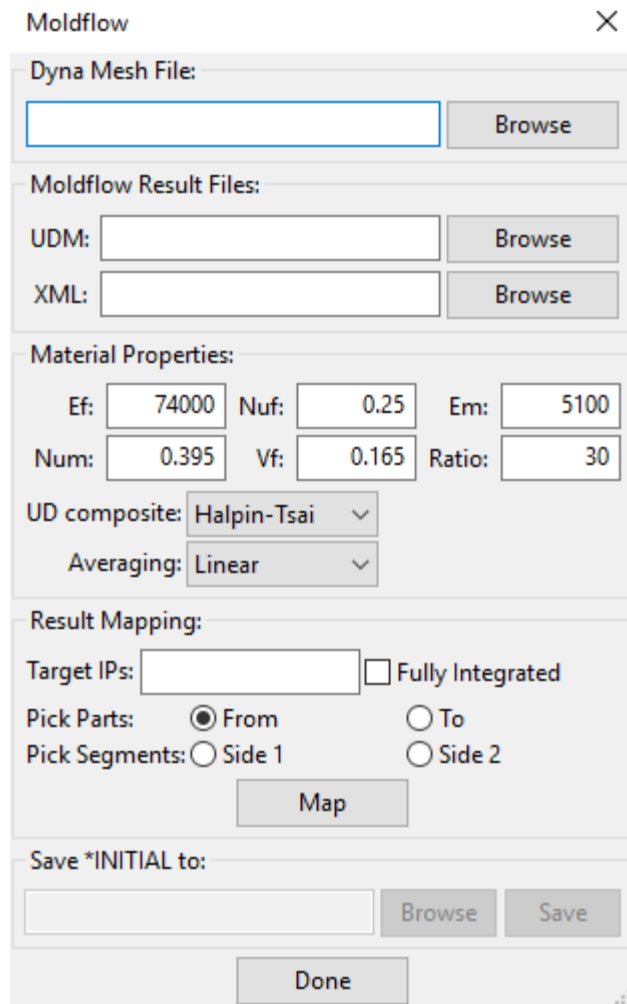 Moldflow
Dyna Mesh File:
Browse
Moldflow Result Files:
UDM: Browse
XML: Browse
Material Properties:
Ef: 74000 Nuf: 0.25 Em: 5100
Num: 0.395 Vf: 0.165 Ratio: 30
UD composite: Halpin-Tsai
Averaging: Linear
Result Mapping:
Target IPs: Fully Integrated
Pick Parts: From To
Pick Segments: Side 1 Side 2
Map
Save *INITIAL to:
Browse Save
Done